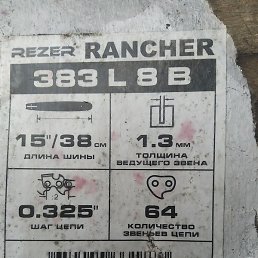 REZER RANCHER
383 L 8 B
15"/38 см
ДЛИНА ШИНЫ
1.3 мм
ТОЛЩИНА
ВЕДУЩЕГО ЗВЕНА
0.325"
ШАГ ЦЕПИ
64
КОЛИЧЕСТВО
ЗВЕНЬЕВ ЦЕПИ